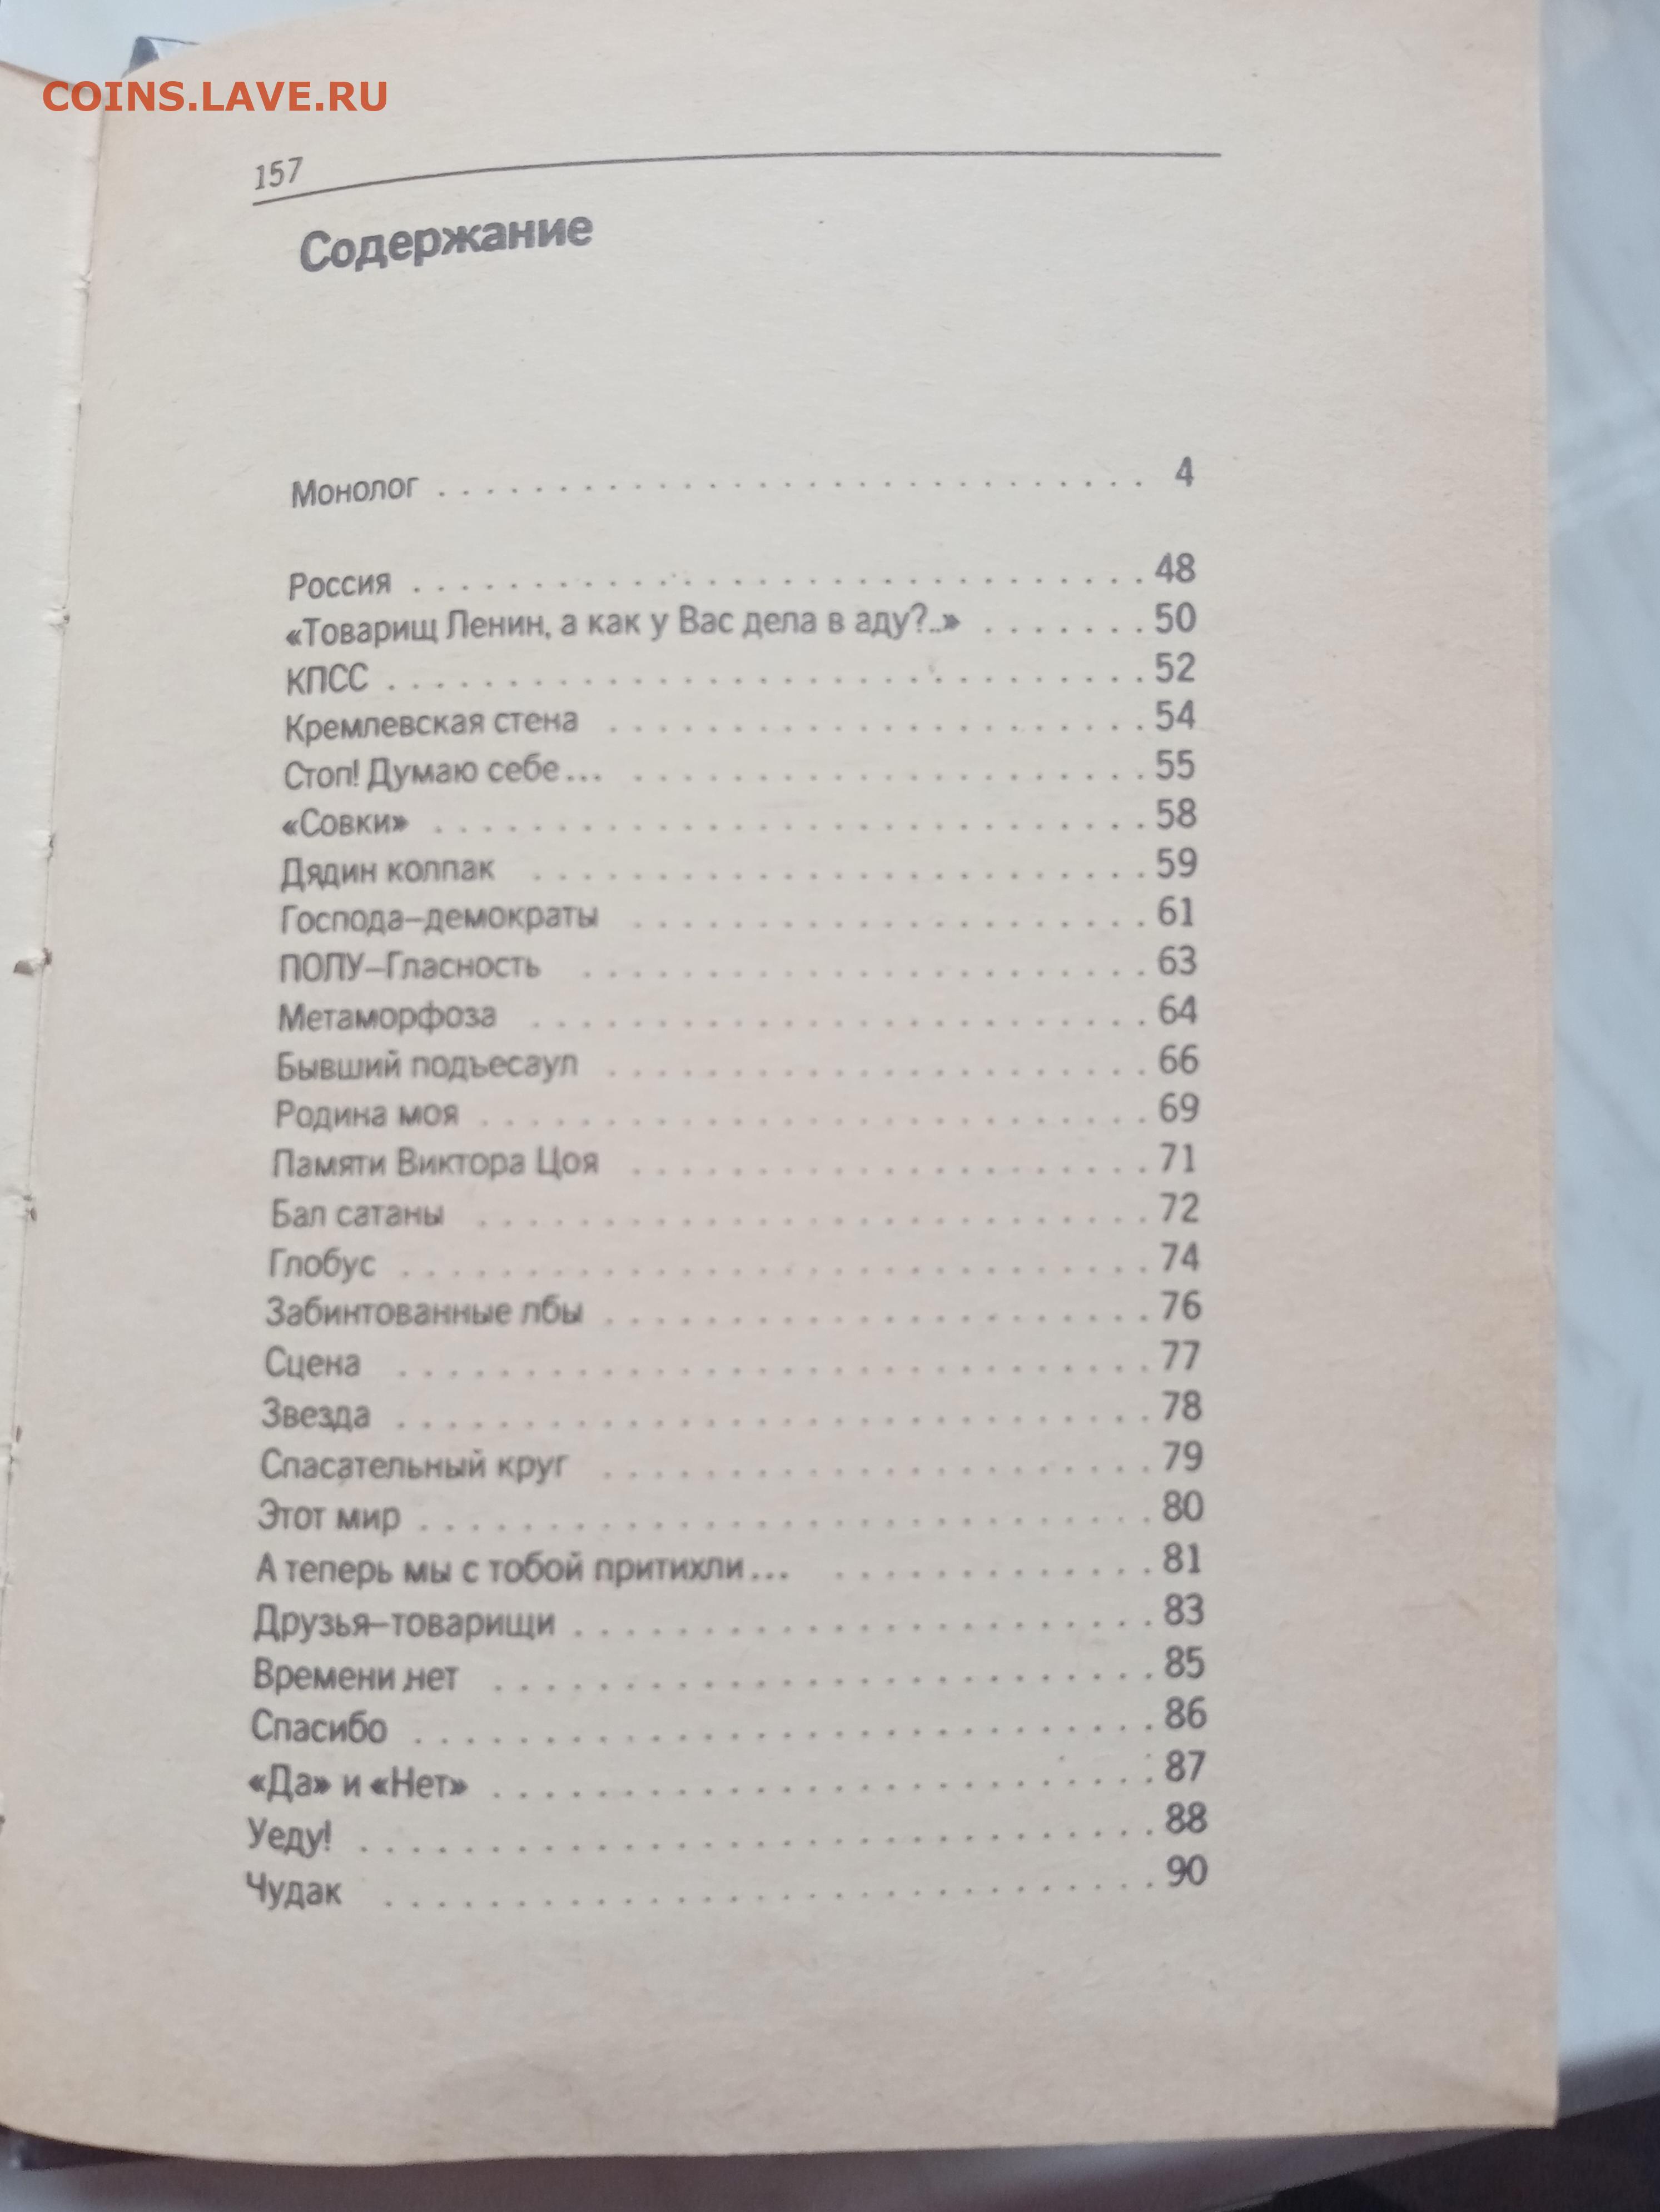 COINS.LAVE.RU
157
Содержание
Монолог . . . . . . . . . . . . . . . . . . . . . . . . . . . . . 4
Россия . . . . . . . . . . . . . . . . . . . . . . . . . . . . . . 48
«Товарищ Ленин, а как у Вас дела в аду?..» . . . . . . . 50
КПСС . . . . . . . . . . . . . . . . . . . . . . . . . . . . . . . 52
Кремлевская стена . . . . . . . . . . . . . . . . . . . . . . 54
Стоп! Думаю себе... . . . . . . . . . . . . . . . . . . . . . 55
«Совки» . . . . . . . . . . . . . . . . . . . . . . . . . . . . . 58
Дядин колпак . . . . . . . . . . . . . . . . . . . . . . . . . 59
Господа–демократы . . . . . . . . . . . . . . . . . . . . . 61
ПОЛУ–Гласность . . . . . . . . . . . . . . . . . . . . . . . 63
Метаморфоза . . . . . . . . . . . . . . . . . . . . . . . . . 64
Бывший подъесаул . . . . . . . . . . . . . . . . . . . . . . 66
Родина моя . . . . . . . . . . . . . . . . . . . . . . . . . . . 69
Памяти Виктора Цоя . . . . . . . . . . . . . . . . . . . . . 71
Бал сатаны . . . . . . . . . . . . . . . . . . . . . . . . . . . 72
Глобус . . . . . . . . . . . . . . . . . . . . . . . . . . . . . . 74
Забинтованные лбы . . . . . . . . . . . . . . . . . . . . . . 76
Сцена . . . . . . . . . . . . . . . . . . . . . . . . . . . . . . 77
Звезда . . . . . . . . . . . . . . . . . . . . . . . . . . . . . . 78
Спасательный круг . . . . . . . . . . . . . . . . . . . . . . 79
Этот мир . . . . . . . . . . . . . . . . . . . . . . . . . . . . . 80
А теперь мы с тобой притихли... . . . . . . . . . . . . . 81
Друзья–товарищи . . . . . . . . . . . . . . . . . . . . . . . 83
Времени нет . . . . . . . . . . . . . . . . . . . . . . . . . . 85
Спасибо . . . . . . . . . . . . . . . . . . . . . . . . . . . . . 86
«Да» и «Нет» . . . . . . . . . . . . . . . . . . . . . . . . . . 87
Уеду! . . . . . . . . . . . . . . . . . . . . . . . . . . . . . . . 88
Чудак . . . . . . . . . . . . . . . . . . . . . . . . . . . . . . 90